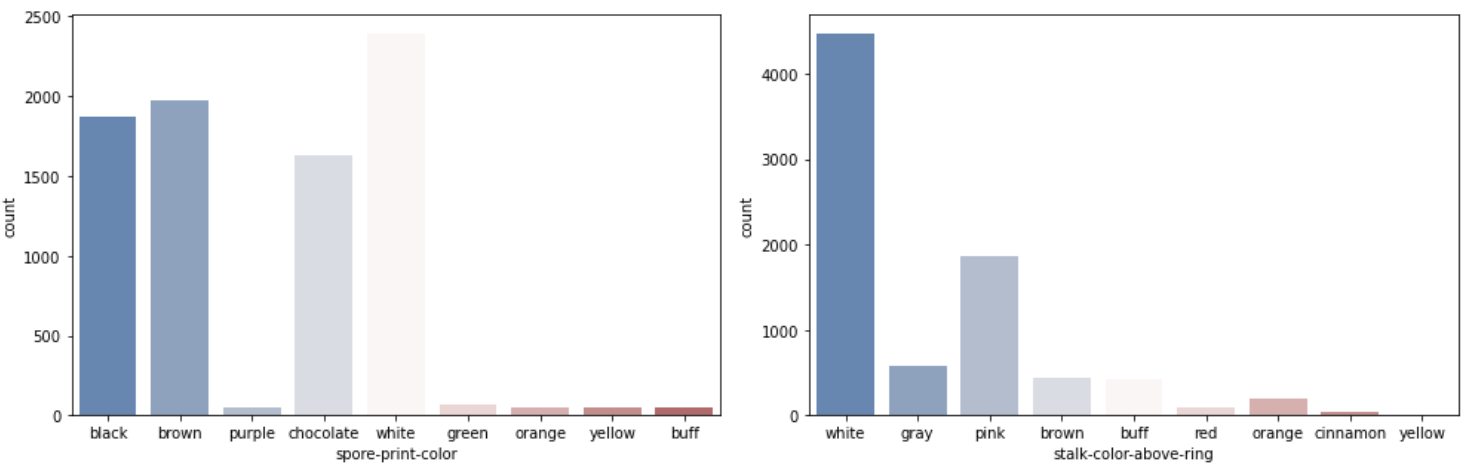 2500
2000
1500
1000
500
0
count
black brown purple chocolate white green orange yellow buff
spore-print-color
4000
3000
2000
1000
0
count
white gray pink brown buff red orange cinnamon yellow
stalk-color-above-ring